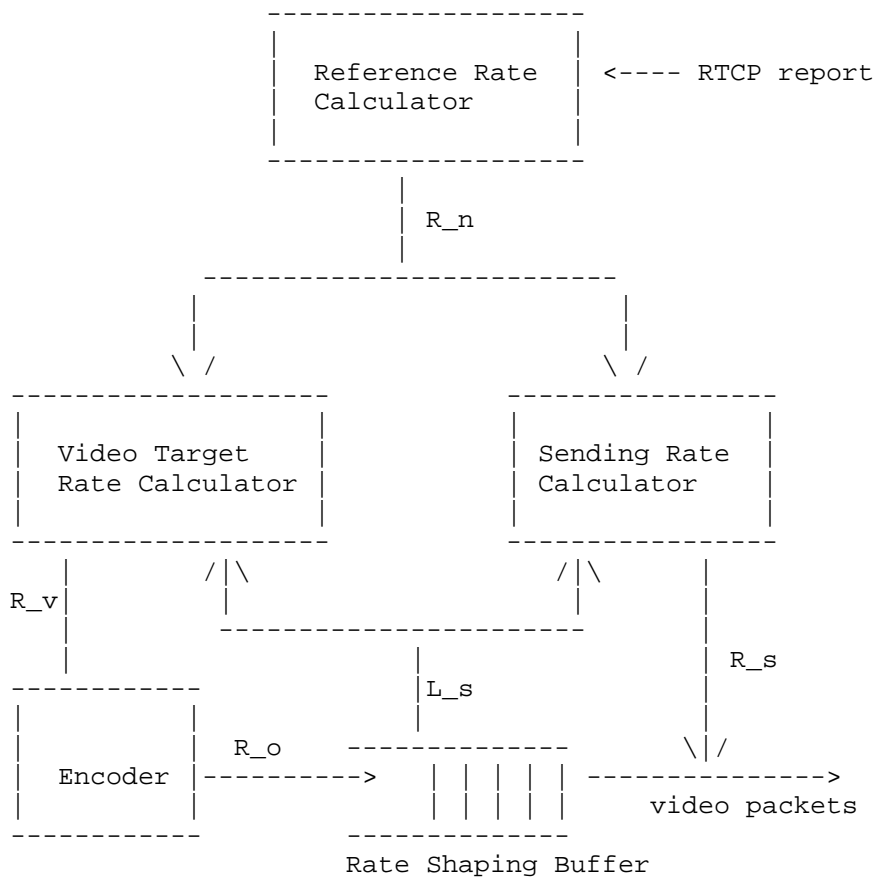 Reference Rate <---- RTCP report
Calculator
R_n
Video Target
Rate Calculator
Sending Rate
Calculator
R_v
R_s
L_s
R_o
Encoder
video packets
Rate Shaping Buffer